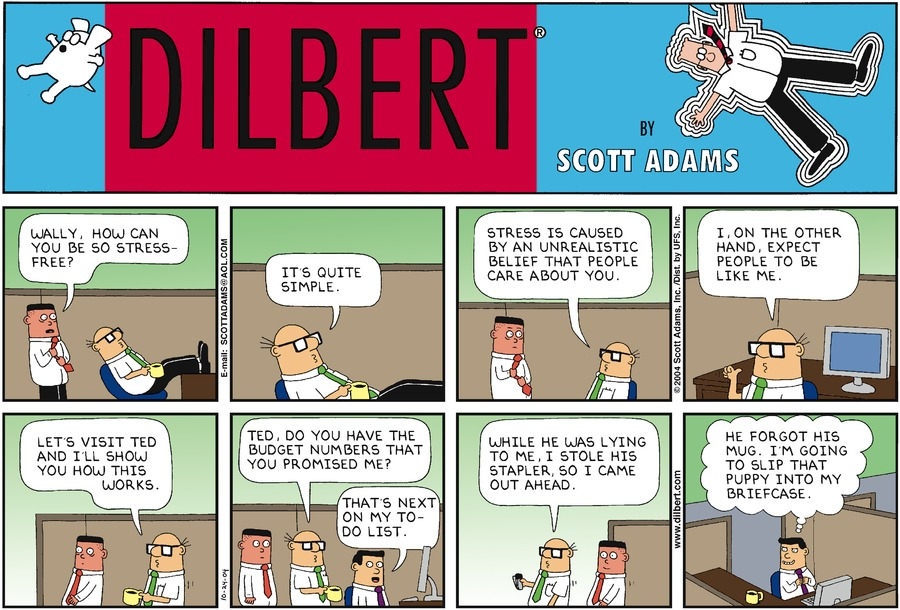 DILBERT®
BY
SCOTT ADAMS
WALLY, HOW CAN
YOU BE SO STRESS-
FREE?
E-mail: SCOTTADAMS@AOL.COM
IT'S QUITE
SIMPLE.
STRESS IS CAUSED
BY AN UNREALISTIC
BELIEF THAT PEOPLE
CARE ABOUT YOU.
© 2004 Scott Adams, Inc./Dist. by UFS, Inc.
I, ON THE OTHER
HAND, EXPECT
PEOPLE TO BE
LIKE ME.
LET'S VISIT TED
AND I'LL SHOW
YOU HOW THIS
WORKS.
10-24-04
TED, DO YOU HAVE THE
BUDGET NUMBERS THAT
YOU PROMISED ME?
THAT'S NEXT
ON MY TO-
DO LIST.
WHILE HE WAS LYING
TO ME, I STOLE HIS
STAPLER, SO I CAME
OUT AHEAD.
www.dilbert.com
HE FORGOT HIS
MUG. I'M GOING
TO SLIP THAT
PUPPY INTO MY
BRIEFCASE.